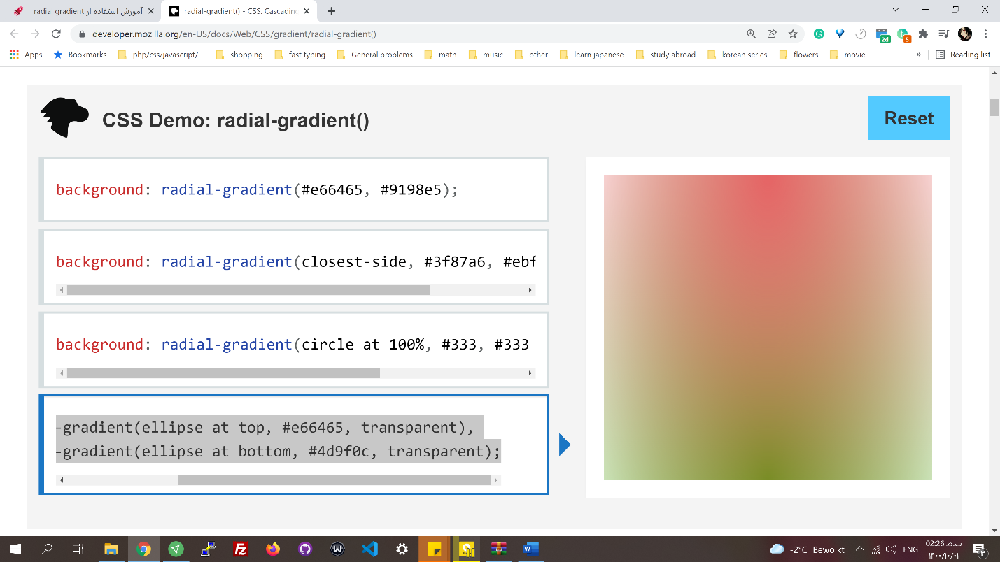 radial gradient آموزش استفاده از
radial-gradient() - CSS: Cascading
developer.mozilla.org/en-US/docs/Web/CSS/gradient/radial-gradient()
2d
5
Apps
Bookmarks
php/css/javascript/...
shopping
fast typing
General problems
math
music
other
learn japanese
study abroad
korean series
flowers
movie
»
Reading list
CSS Demo: radial-gradient()
Reset
background: radial-gradient(#e66465, #9198e5);
background: radial-gradient(closest-side, #3f87a6, #ebf
background: radial-gradient(circle at 100%, #333, #333
-gradient(ellipse at top, #e66465, transparent),
-gradient(ellipse at bottom, #4d9f0c, transparent);
-2°C Bewolkt
ENG
02:26 ب.ظ
۱۴۰۰/۱۰/۰۱